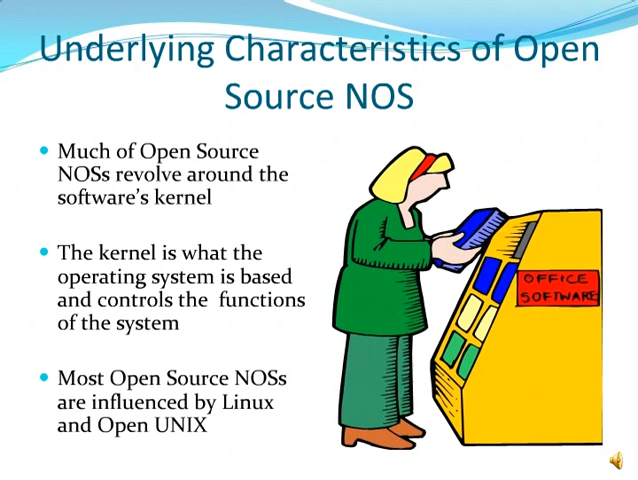 Underlying Characteristics of Open
Source NOS
Much of Open Source
NOSs revolve around the
software's kernel
The kernel is what the
operating system is based
and controls the functions
of the system
Most Open Source NOSs
are influenced by Linux
and Open UNIX
OFFICE
SOFTWARE